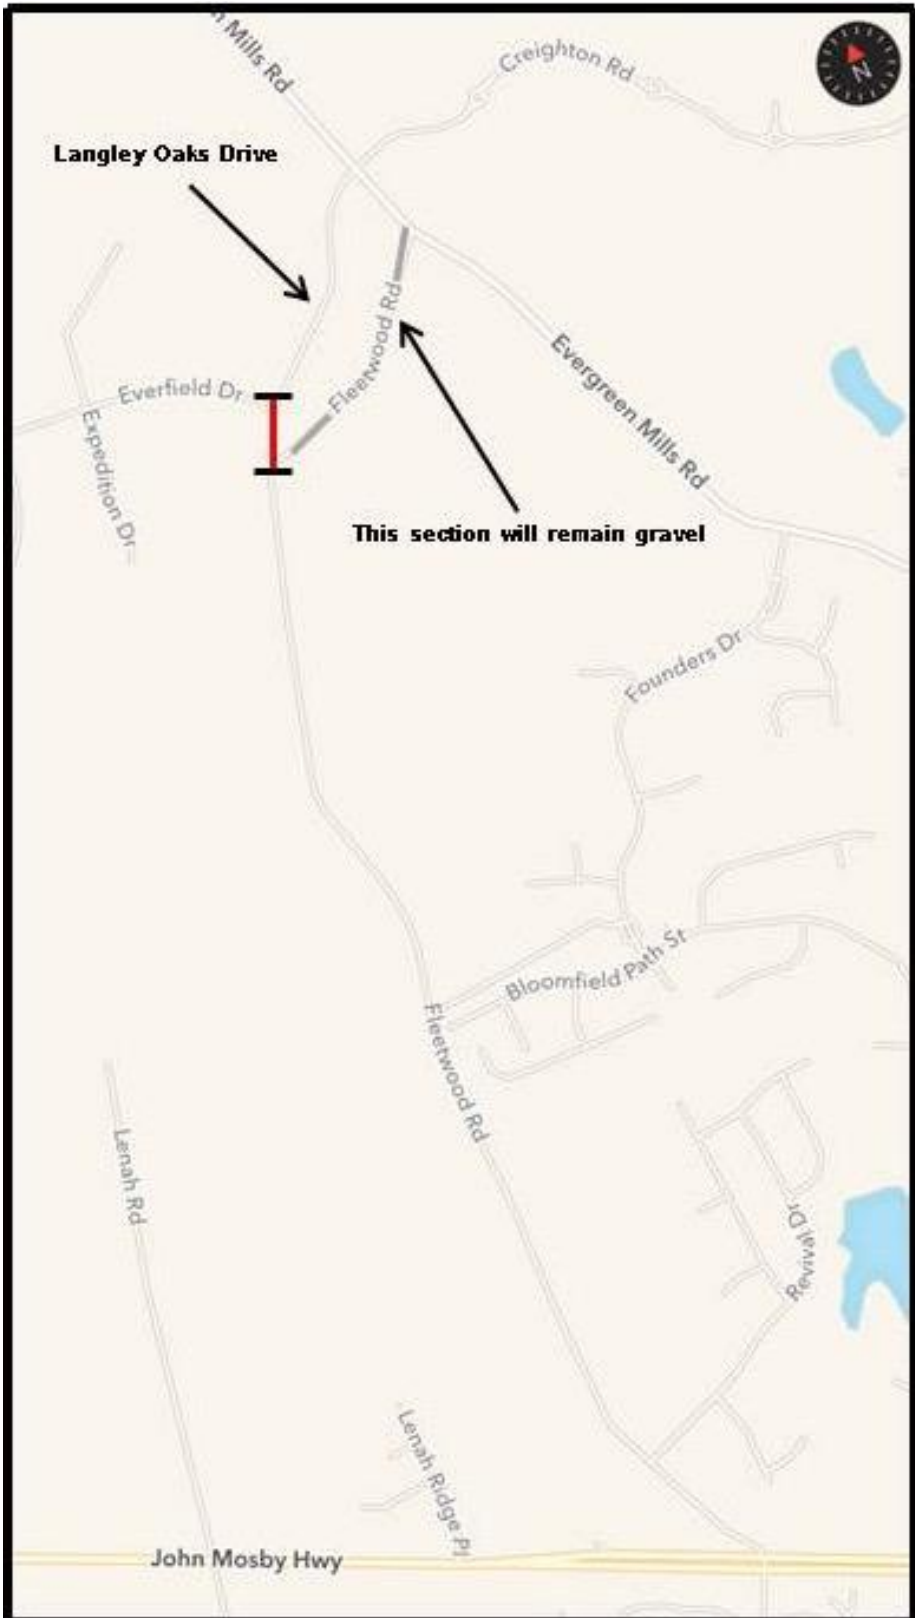 n Mills Rd
Creighton Rd
N
Langley Oaks Drive
Fleetwood Rd
Everfield Dr
Expedition Dr
Evergreen Mills Rd
This section will remain gravel
Founders Dr
Bloomfield Path St
Fleetwood Rd
Lenah Rd
Revival Dr
Lenah Ridge Pl
John Mosby Hwy